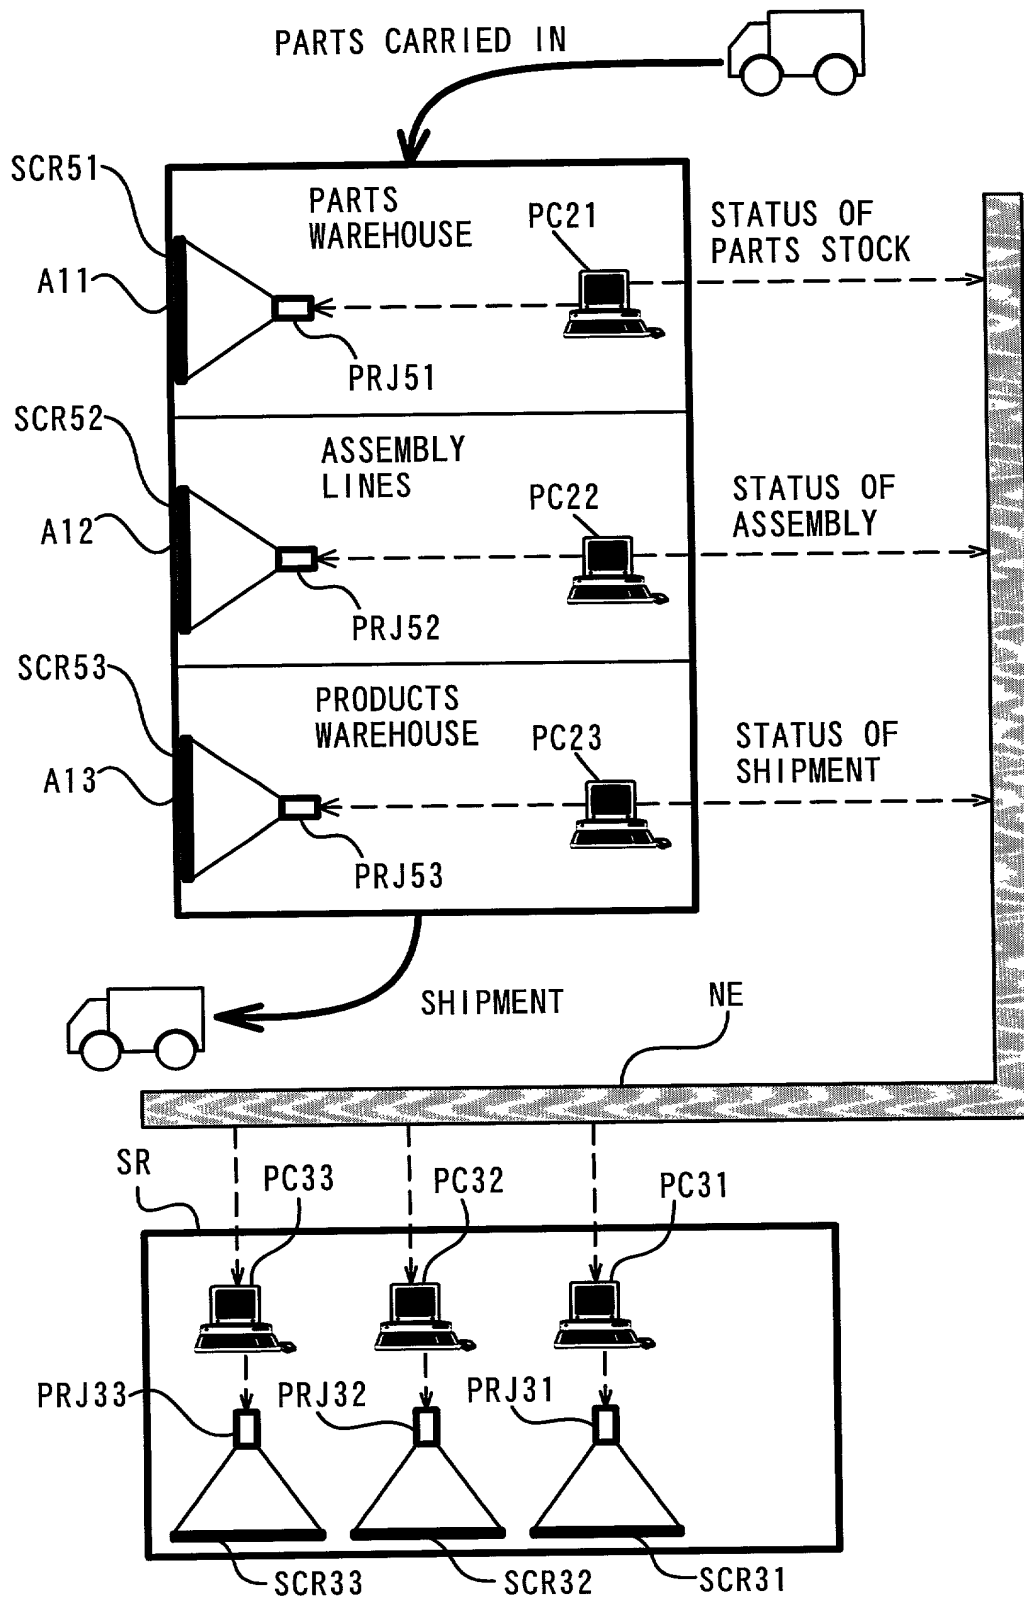 PARTS CARRIED IN
SCR51
PARTS
WAREHOUSE
PC21
STATUS OF
PARTS STOCK
A11
PRJ51
SCR52
ASSEMBLY
LINES
PC22
STATUS OF
ASSEMBLY
A12
PRJ52
SCR53
PRODUCTS
WAREHOUSE
PC23
STATUS OF
SHIPMENT
A13
PRJ53
SHIPMENT
NE
SR
PC33
PC32
PC31
PRJ33
PRJ32
PRJ31
SCR33
SCR32
SCR31